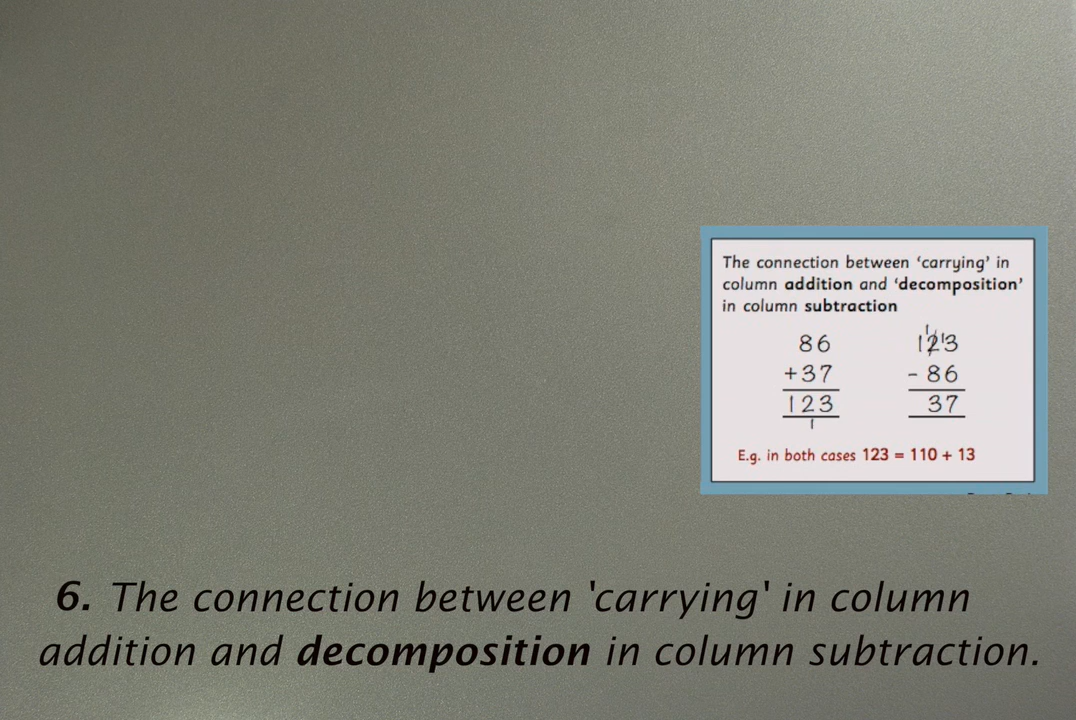 The connection between ‘carrying’ in
column addition and ‘decomposition’
in column subtraction
86
+37
123
1
1 1
123
- 86
37
E.g. in both cases 123 = 110 + 13
6. The connection between 'carrying' in column
addition and decomposition in column subtraction.